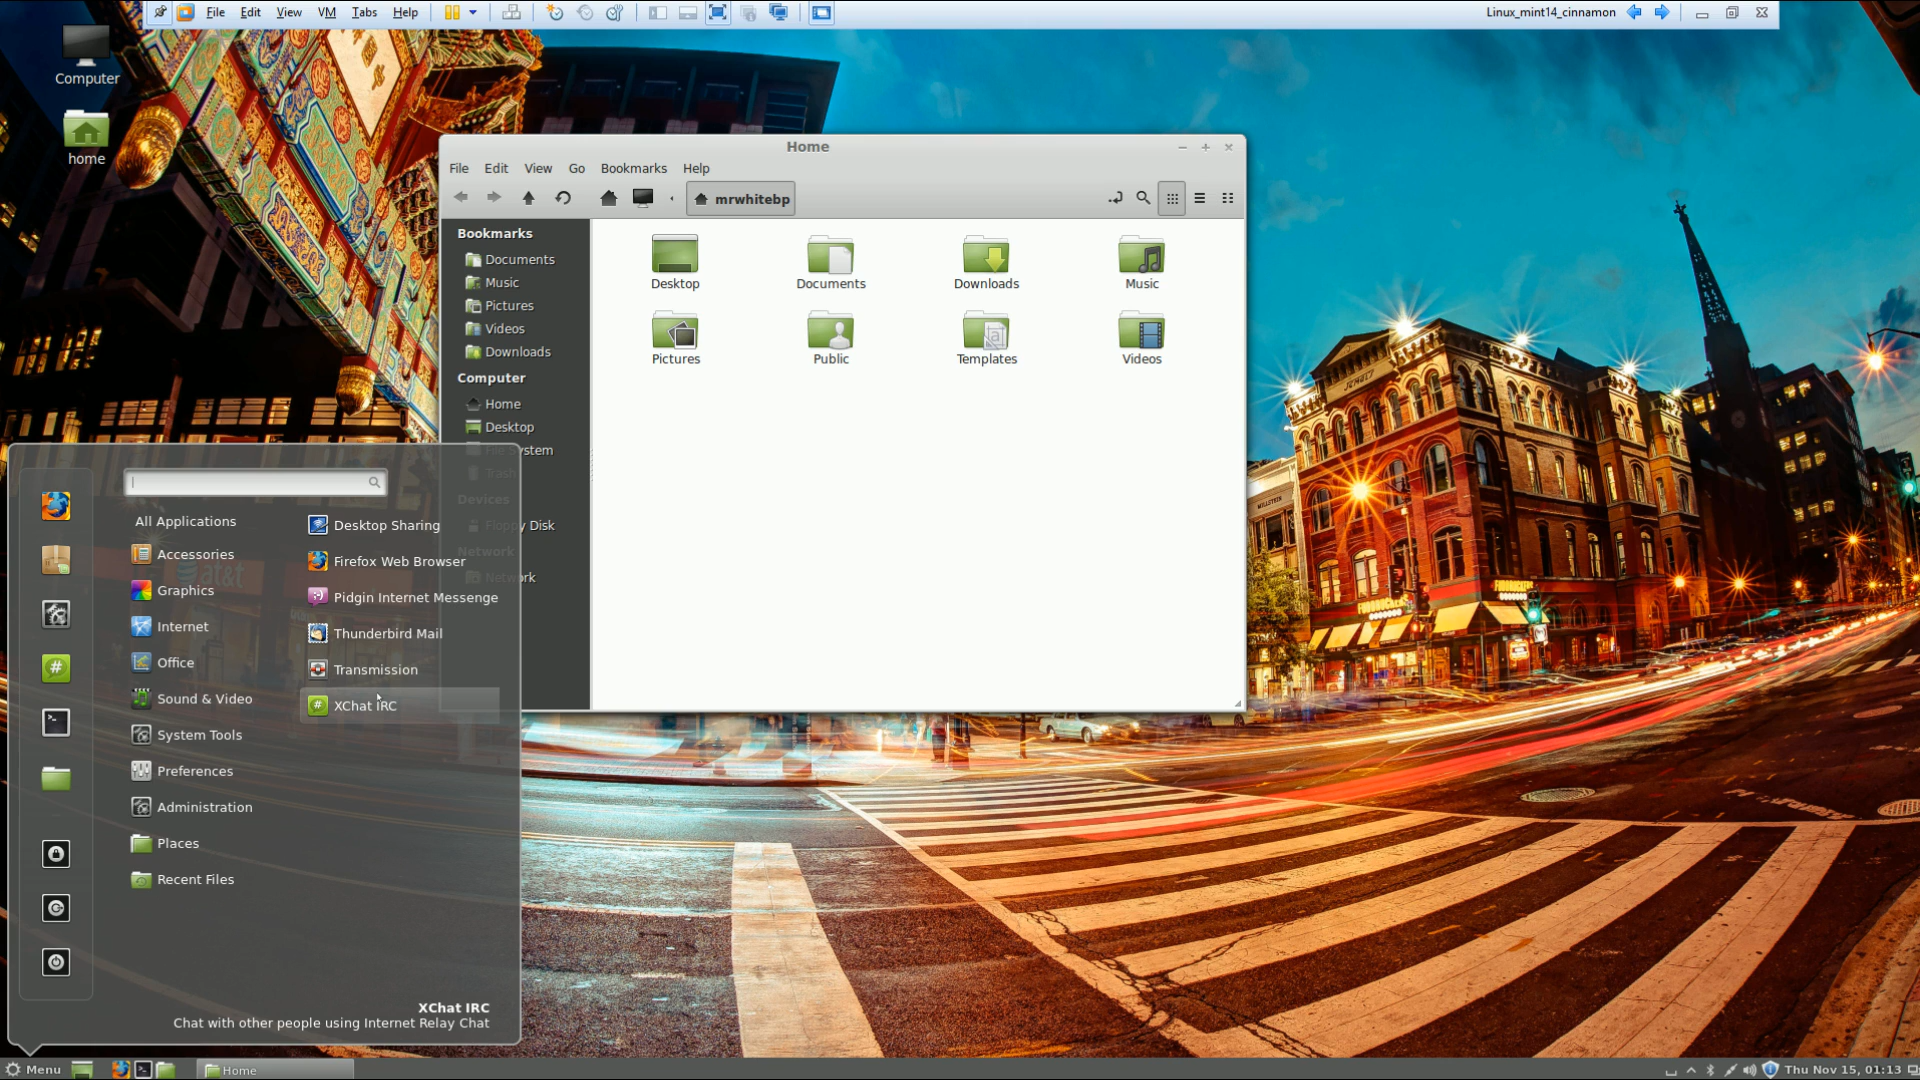 File Edit View VM Tabs Help
Linux_mint14_cinnamon
Computer
home
Home
File Edit View Go Bookmarks Help
mrwhitebp
Bookmarks
Documents
Music
Pictures
Videos
Downloads
Computer
Home
Desktop
File System
Trash
Devices
Floppy Disk
Network
Network
Desktop
Documents
Downloads
Music
Pictures
Public
Templates
Videos
All Applications
Accessories
Graphics
Internet
Office
Sound & Video
System Tools
Preferences
Administration
Places
Recent Files
Desktop Sharing
Firefox Web Browser
Pidgin Internet Messenge
Thunderbird Mail
Transmission
XChat IRC
at&t
XChat IRC
Chat with other people using Internet Relay Chat
Menu
Home
Thu Nov 15, 01:13